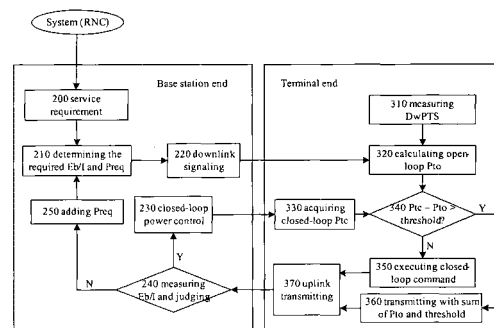 System (RNC)
Base station end
Terminal end
200 service
requirement
310 measuring
DwPTS
210 determining the
required Eb/I and Preq
220 downlink
signaling
320 calculating open-
loop Pto
250 adding Preq
230 closed-loop
power control
330 acquiring
closed-loop Ptc
340 Ptc – Pto >
threshold?
Y
N
Y
N
240 measuring
Eb/I and judging
370 uplink
transmitting
350 executing closed-
loop command
360 transmitting with sum
of Pto and threshold